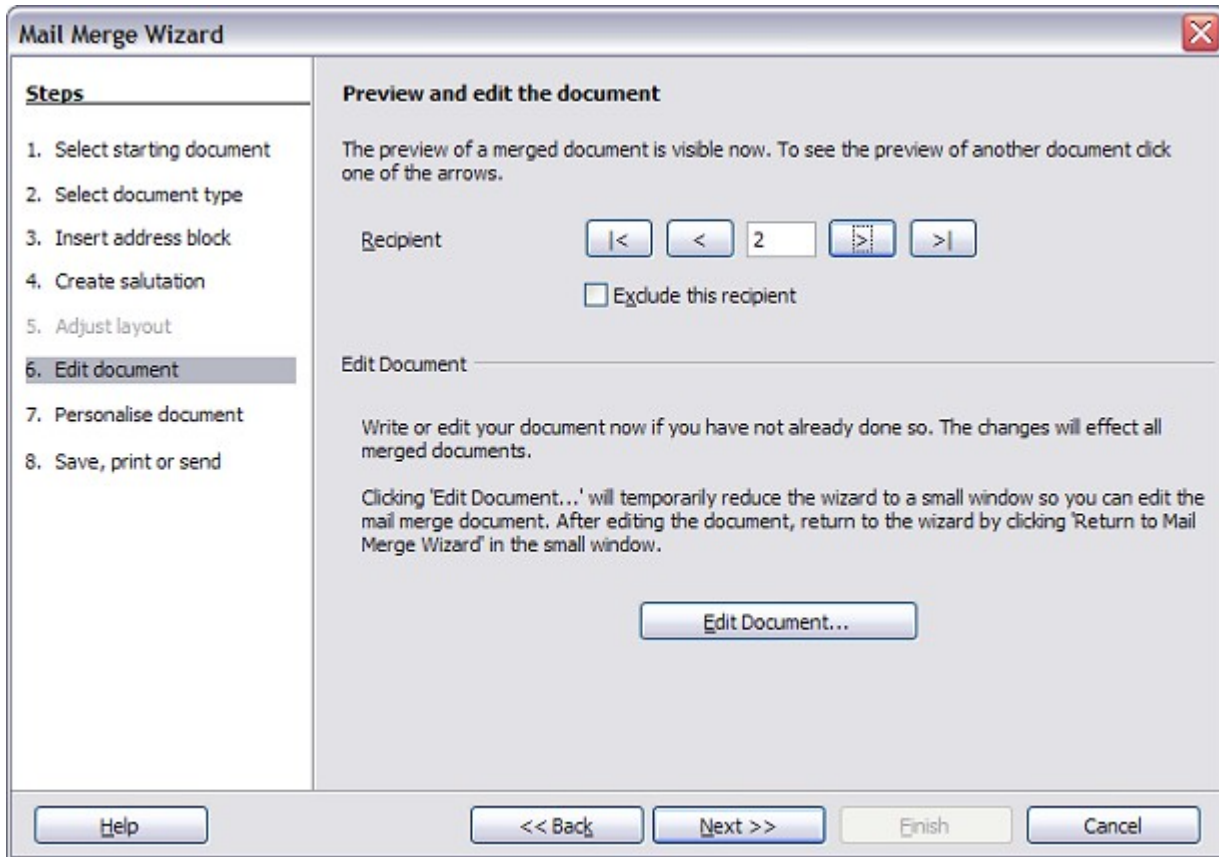 Mail Merge Wizard
Steps
1. Select starting document
2. Select document type
3. Insert address block
4. Create salutation
5. Adjust layout
6. Edit document
7. Personalise document
8. Save, print or send
Preview and edit the document
The preview of a merged document is visible now. To see the preview of another document click
one of the arrows.
Recipient |< < 2 > >|
Exclude this recipient
Edit Document
Write or edit your document now if you have not already done so. The changes will effect all
merged documents.
Clicking 'Edit Document...' will temporarily reduce the wizard to a small window so you can edit the
mail merge document. After editing the document, return to the wizard by clicking 'Return to Mail
Merge Wizard' in the small window.
Edit Document...
Help << Back Next >> Finish Cancel